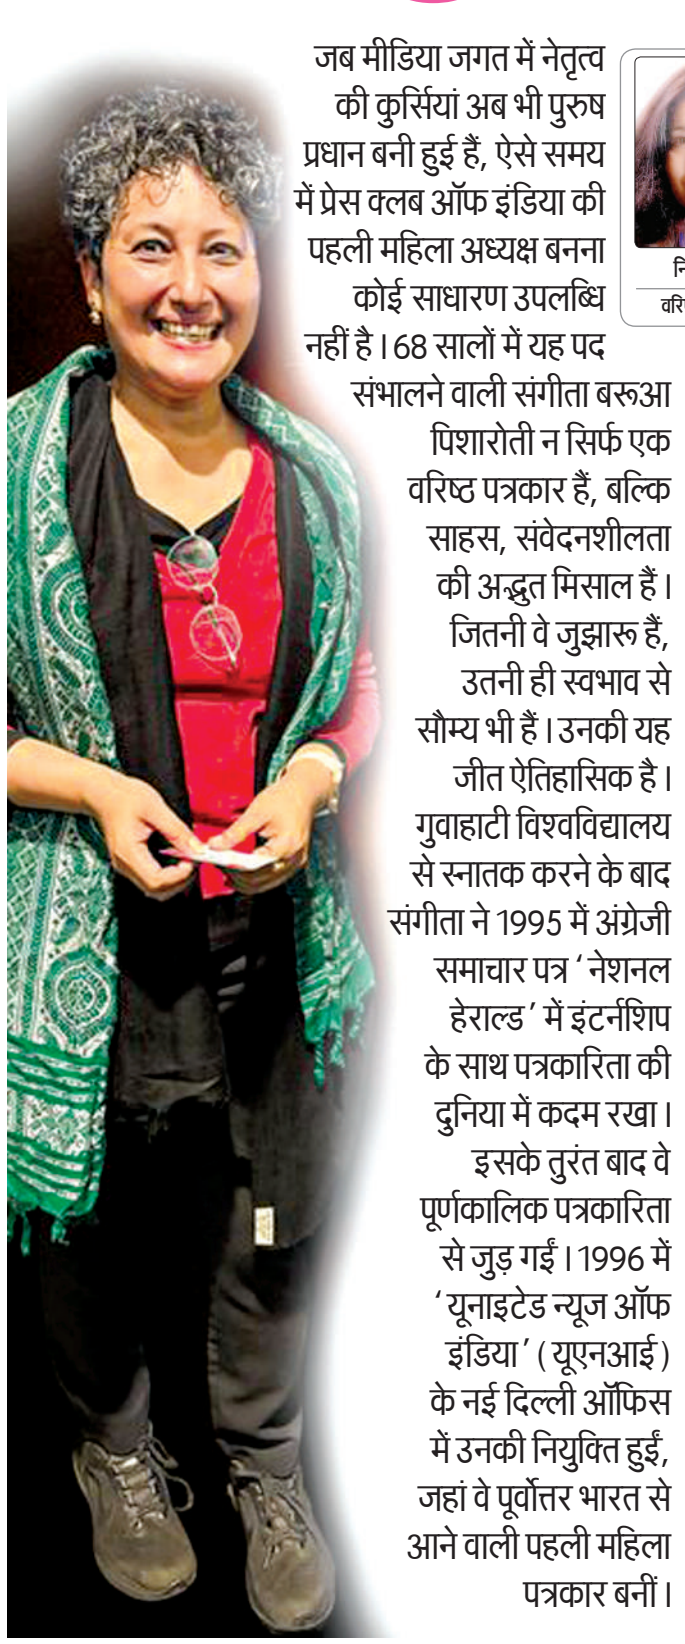 जब मीडिया जगत में नेतृत्व
की कुर्सियां अब भी पुरुष
प्रधान बनी हुई हैं, ऐसे समय
में प्रेस क्लब ऑफ इंडिया की
पहली महिला अध्यक्ष बनना
कोई साधारण उपलब्धि
नहीं है। 68 सालों में यह पद
संभालने वाली संगीता बरूआ
पिशारोती न सिर्फ एक
वरिष्ठ पत्रकार हैं, बल्कि
साहस, संवेदनशीलता
की अद्भुत मिसाल हैं।
जितनी वे जुझारू हैं,
उतनी ही स्वभाव से
सौम्य भी हैं। उनकी यह
जीत ऐतिहासिक है।
गुवाहाटी विश्वविद्यालय
से स्नातक करने के बाद
संगीता ने 1995 में अंग्रेजी
समाचार पत्र ‘नेशनल
हेराल्ड’ में इंटर्नशिप
के साथ पत्रकारिता की
दुनिया में कदम रखा।
इसके तुरंत बाद वे
पूर्णकालिक पत्रकारिता
से जुड़ गईं। 1996 में
‘यूनाइटेड न्यूज ऑफ
इंडिया’ (यूएनआई)
के नई दिल्ली ऑफिस
में उनकी नियुक्ति हुईं,
जहां वे पूर्वोत्तर भारत से
आने वाली पहली महिला
पत्रकार बनीं।